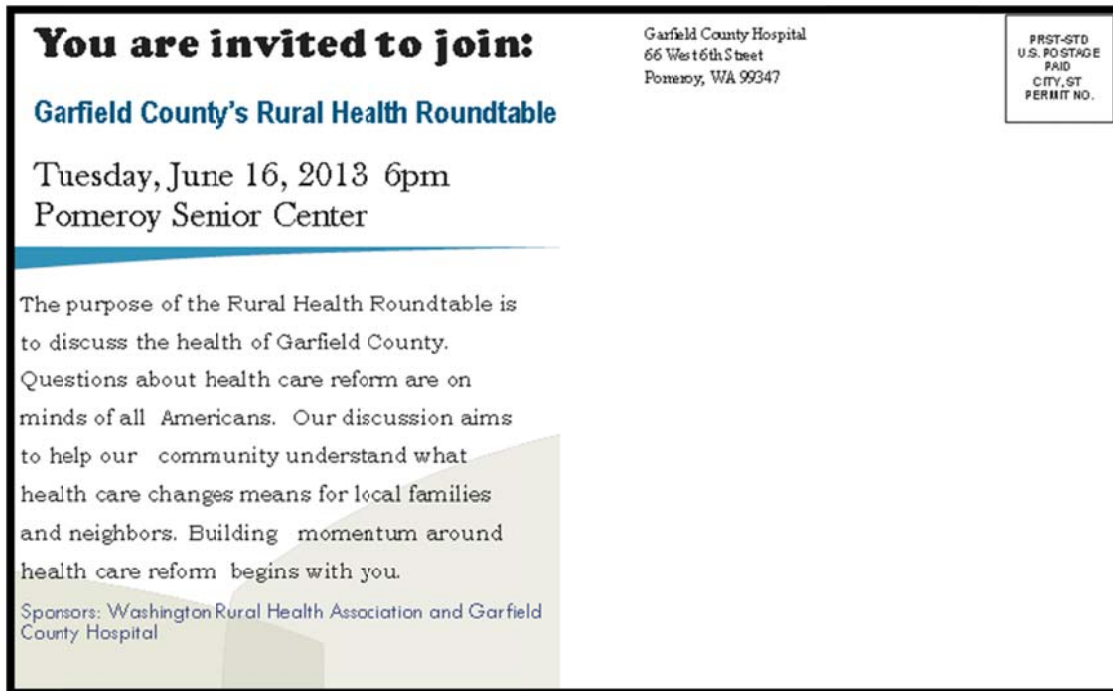 You are invited to join:
Garfield County's Rural Health Roundtable
Tuesday, June 16, 2013 6pm
Pomeroy Senior Center
The purpose of the Rural Health Roundtable is
to discuss the health of Garfield County.
Questions about health care reform are on
minds of all Americans. Our discussion aims
to help our community understand what
health care changes means for local families
and neighbors. Building momentum around
health care reform begins with you.
Sponsors: Washington Rural Health Association and Garfield
County Hospital
Garfield County Hospital
66 West 6th Street
Pomeroy, WA 99347
PRST-STD
U.S. POSTAGE
PAID
CITY, ST
PERMIT NO.